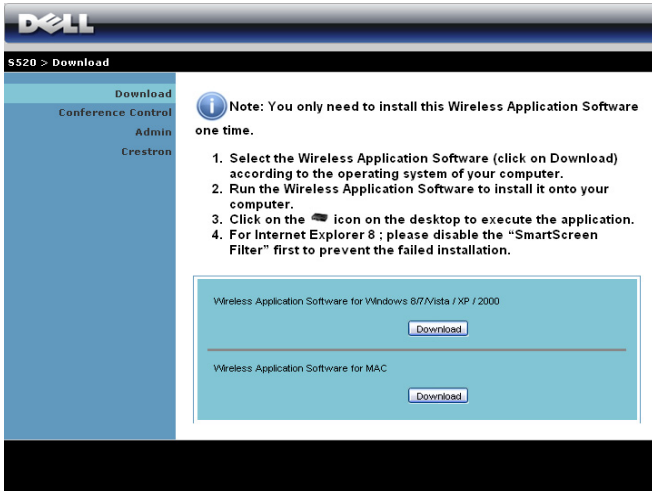 DELL
S520 > Download
Download
Conference Control
Admin
Crestron
Note: You only need to install this Wireless Application Software
one time.
1. Select the Wireless Application Software (click on Download)
according to the operating system of your computer.
2. Run the Wireless Application Software to install it onto your
computer.
3. Click on the icon on the desktop to execute the application.
4. For Internet Explorer 8 ; please disable the “SmartScreen
Filter” first to prevent the failed installation.
Wireless Application Software for Windows 8/7/Vista / XP / 2000
Download
Wireless Application Software for MAC
Download